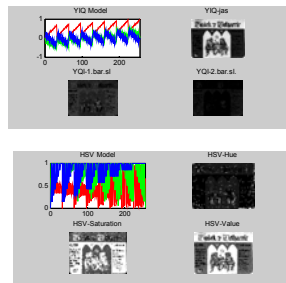 YIQ Model
YIQ-jas
1
0
-1
0
200
YQI-1.bar.sl
YQI-2.bar.sl.
HSV Model
HSV-Hue
1
0.5
0
0
100
200
HSV-Saturation
HSV-Value